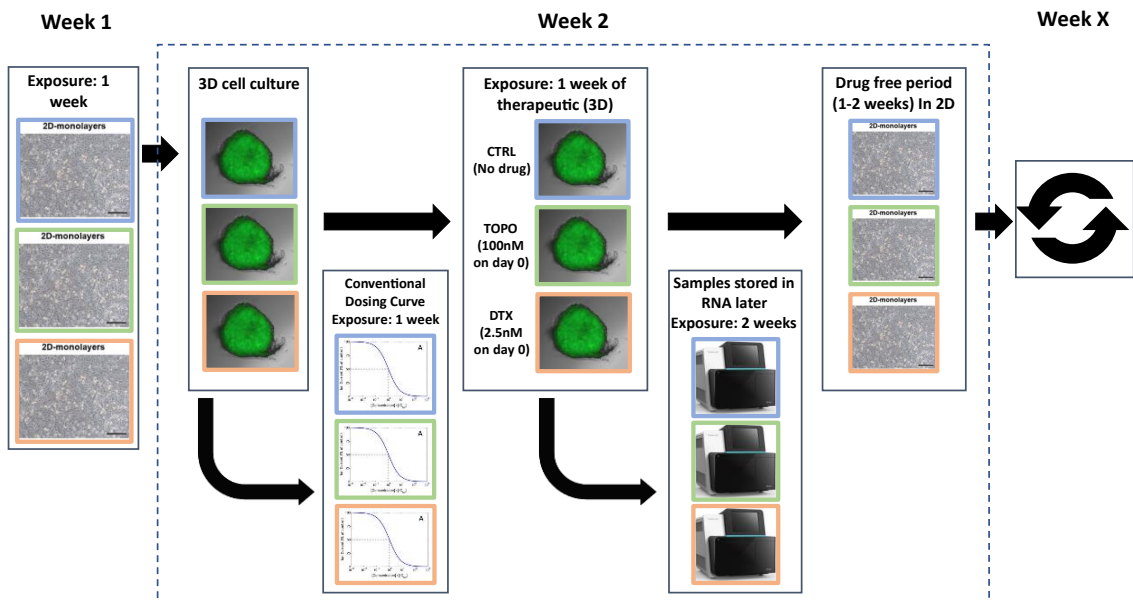 Week 1
Week 2
Week X
Exposure: 1
week
2D-monolayers
2D-monolayers
2D-monolayers
3D cell culture
Conventional
Dosing Curve
Exposure: 1 week
A
A
A
Exposure: 1 week of
therapeutic (3D)
CTRL
(No drug)
TOPO
(100nM
on day 0)
DTX
(2.5nM
on day 0)
Samples stored in
RNA later
Exposure: 2 weeks
Drug free period
(1-2 weeks) In 2D
2D-monolayers
2D-monolayers
2D-monolayers